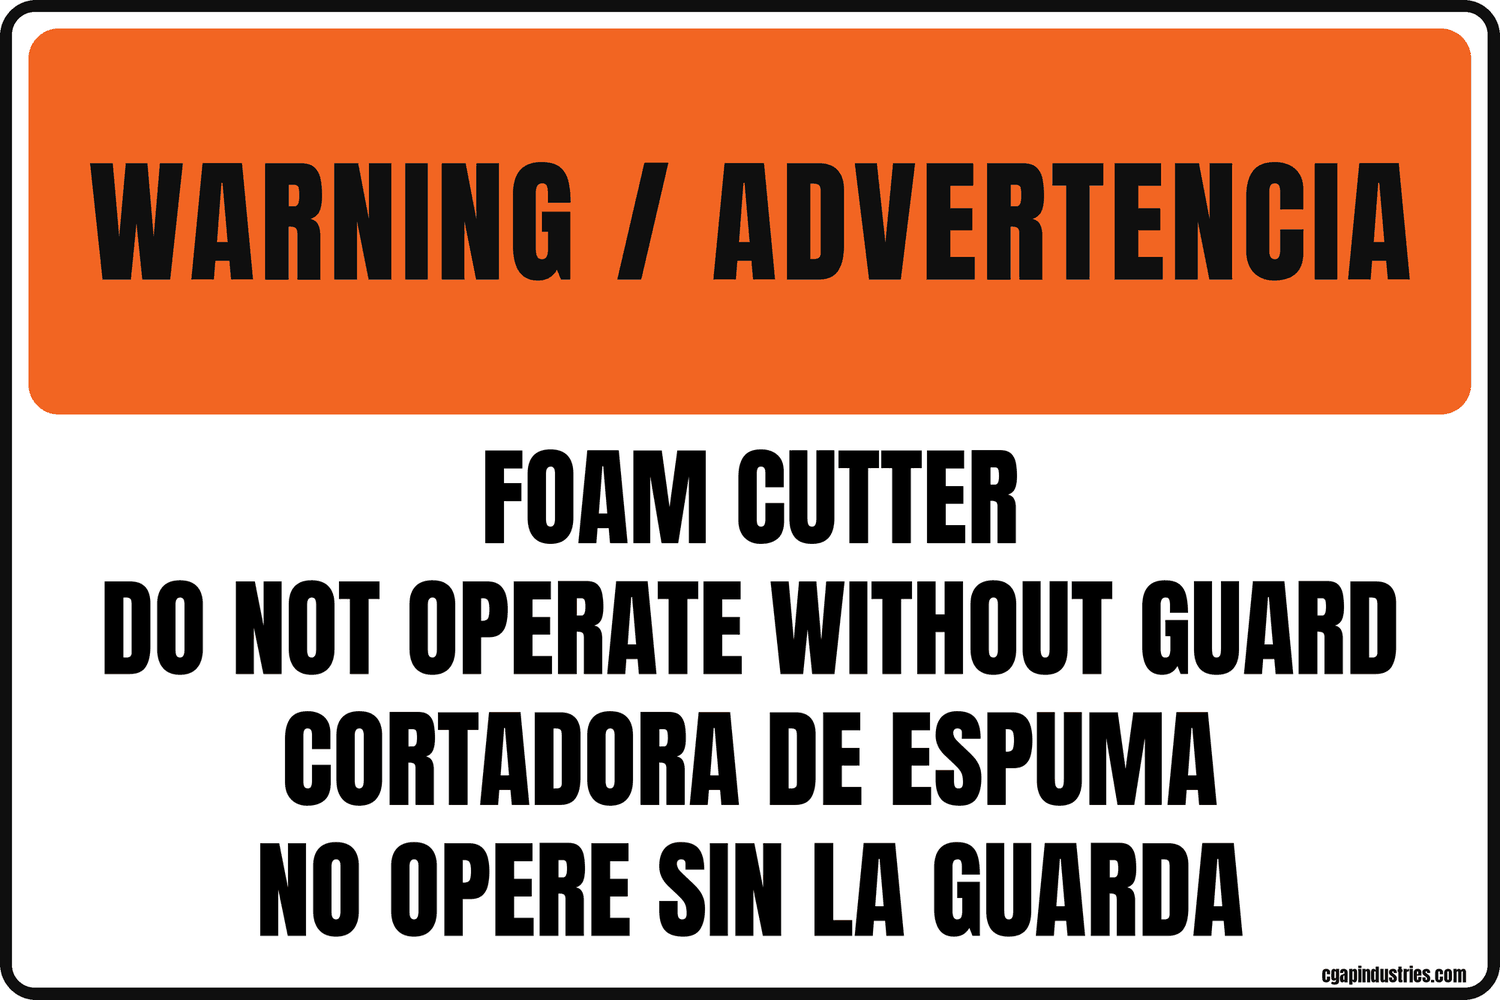 WARNING / ADVERTENCIA
FOAM CUTTER
DO NOT OPERATE WITHOUT GUARD
CORTADORA DE ESPUMA
NO OPERE SIN LA GUARDA
cgapindustries.com